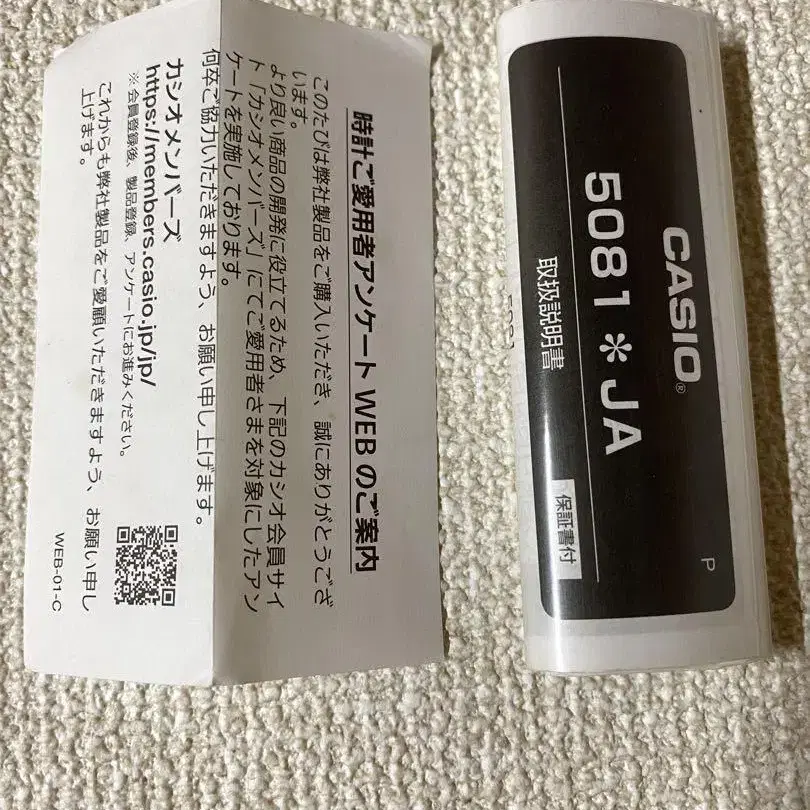 時計ご愛用者アンケート WEB のご案内
このたびは弊社製品をご購入いただき、誠にありがとうござ
います。
より良い商品の開発に役立てるため、下記のカシオ会員サイ
ト「カシオメンバーズ」にてご愛用者さまを対象にしたアン
ケートを実施しております。
何卒ご協力いただきますよう、お願い申し上げます。
カシオメンバーズ
https://members.casio.jp/jp/
※会員登録後、製品登録、アンケートにお進みください。
これからも弊社製品をご愛顧いただきますよう、お願い申し
上げます。
WEB-01-C
P
CASIO®
5081＊JA
取扱説明書
保証書付
5081